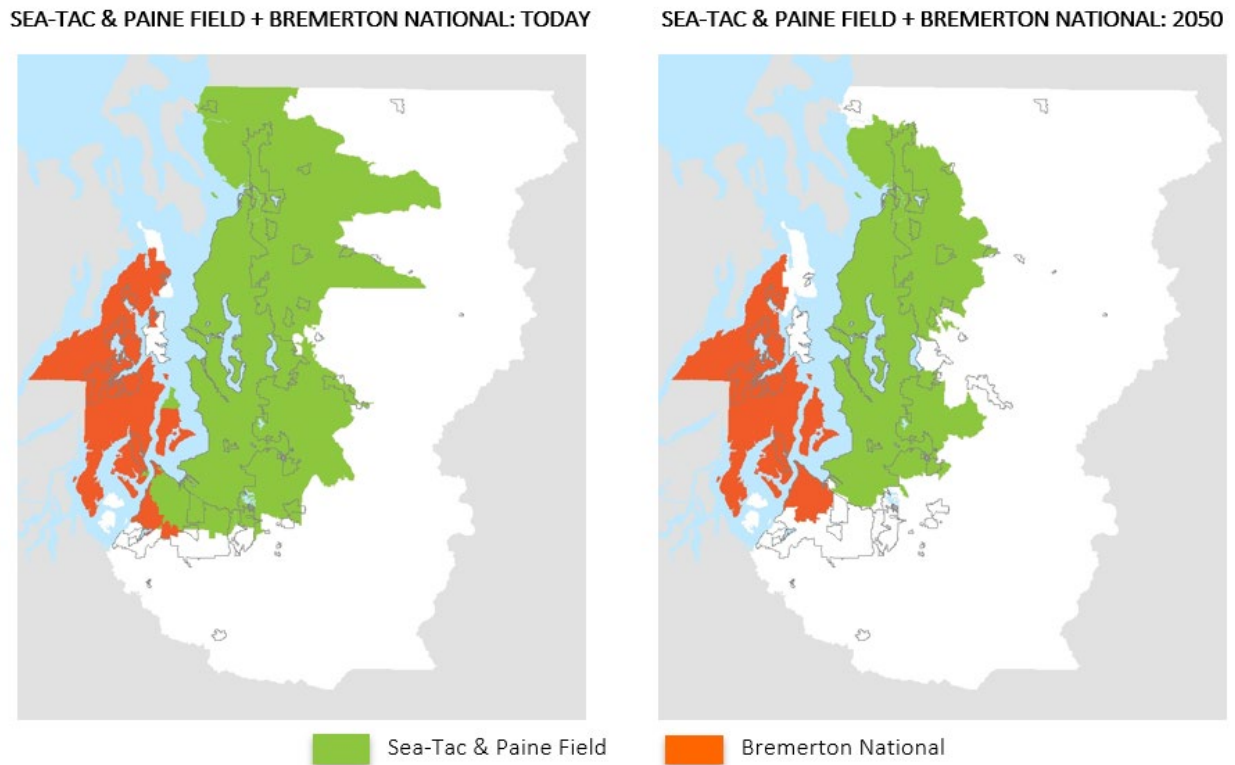 SEA-TAC & PAINE FIELD + BREMERTON NATIONAL: TODAY
SEA-TAC & PAINE FIELD + BREMERTON NATIONAL: 2050
Sea-Tac & Paine Field
Bremerton National